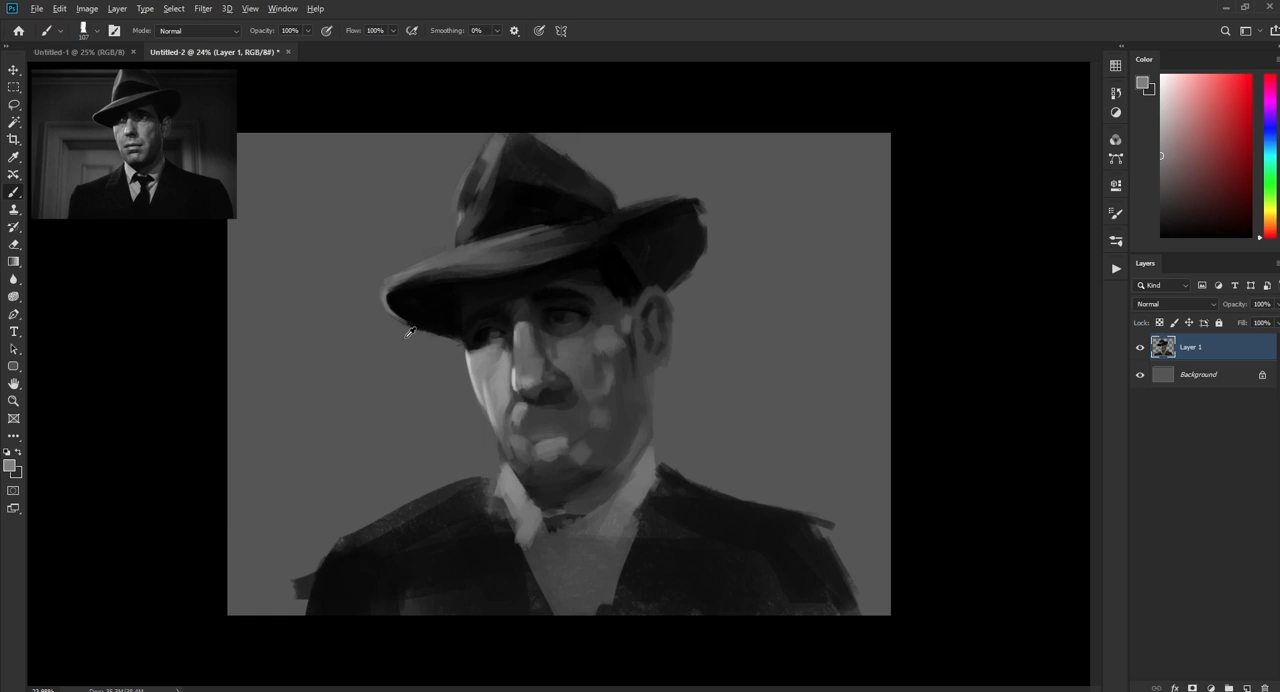 Ps File Edit Image Layer Type Select Filter 3D View Window Help
107 Mode: Normal Opacity: 100% Flow: 100% Smoothing: 0%
Untitled-1 @ 25% (RGB/8) × Untitled-2 @ 24% (Layer 1, RGB/8#) * ×
Color
Layers
Kind
Normal Opacity: 100%
Lock: Fill: 100%
Layer 1
Background